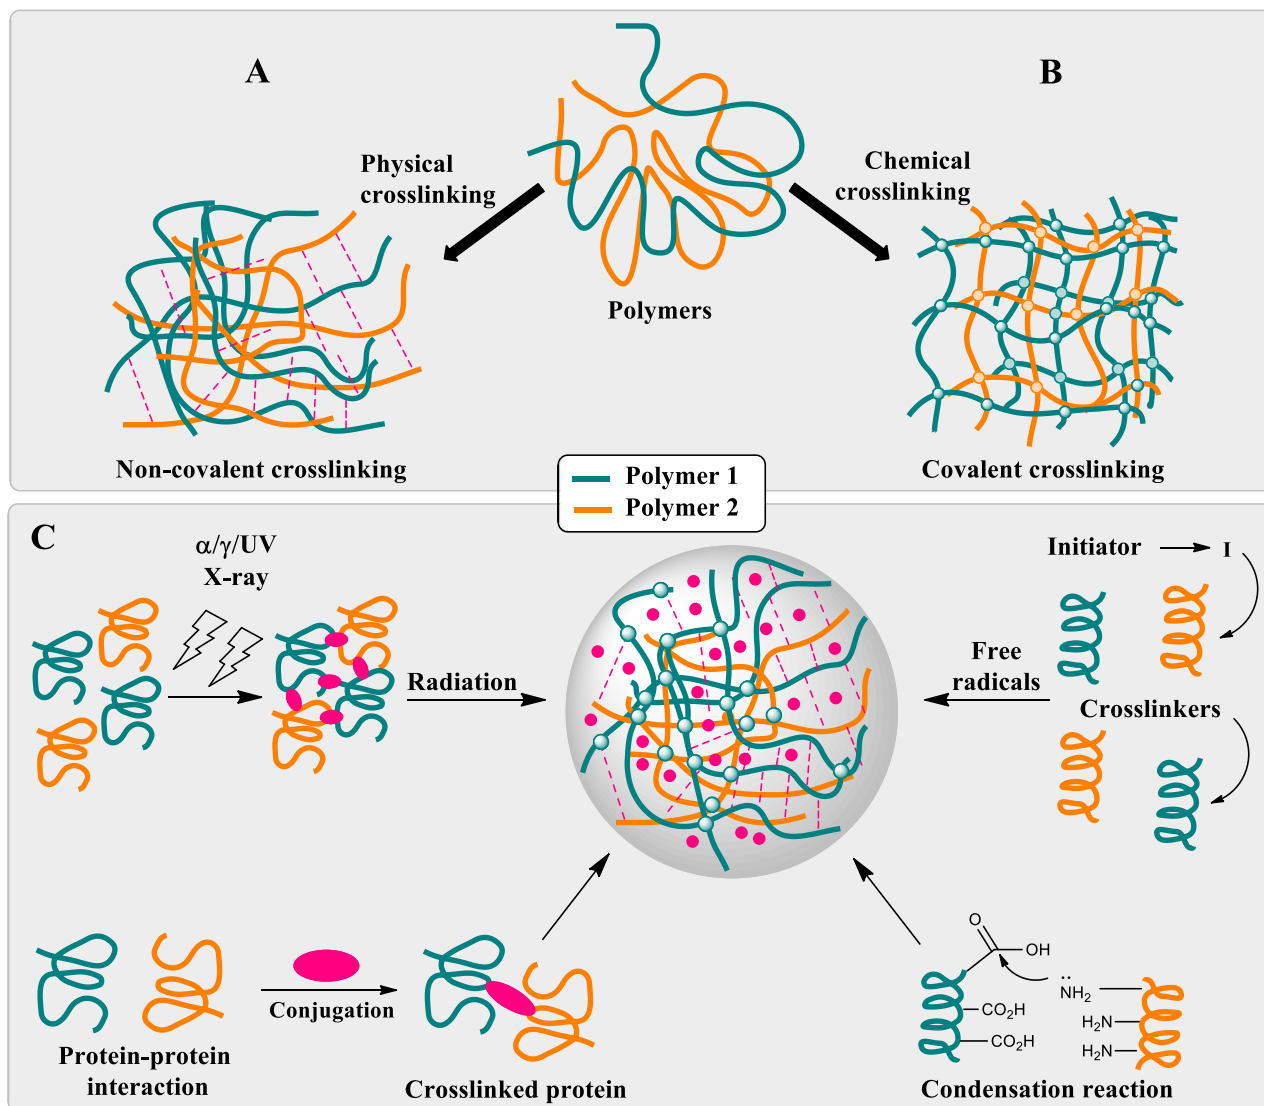 A
B
Physical
crosslinking
Chemical
crosslinking
Polymers
Non-covalent crosslinking
Covalent crosslinking
Polymer 1
Polymer 2
C
α/γ/UV
X-ray
Radiation
Initiator
I
Free
radicals
Crosslinkers
Conjugation
Protein-protein
interaction
Crosslinked protein
O
OH
··
NH2
CO2H
H2N
CO2H
H2N
Condensation reaction